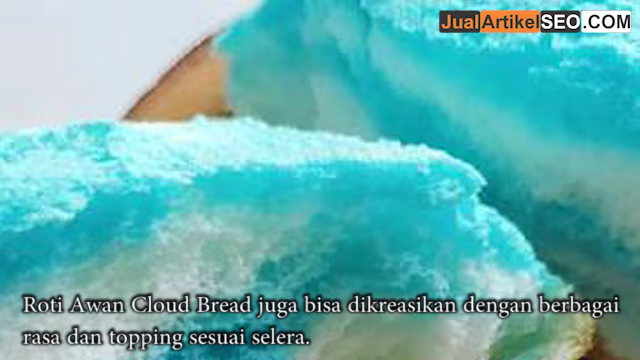 JualArtikelSEO.COM
Roti Awan Cloud Bread juga bisa dikreasikan dengan berbagai
rasa dan topping sesuai selera.